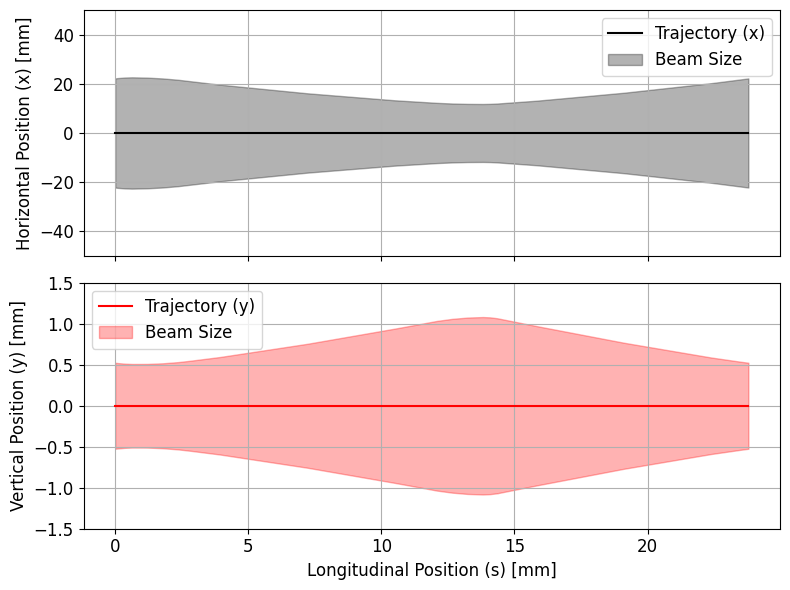 Horizontal Position (x) [mm]
40
20
0
−20
−40
Trajectory (x)
Beam Size
Vertical Position (y) [mm]
1.5
1.0
0.5
0.0
−0.5
−1.0
−1.5
Trajectory (y)
Beam Size
0 5 10 15 20
Longitudinal Position (s) [mm]